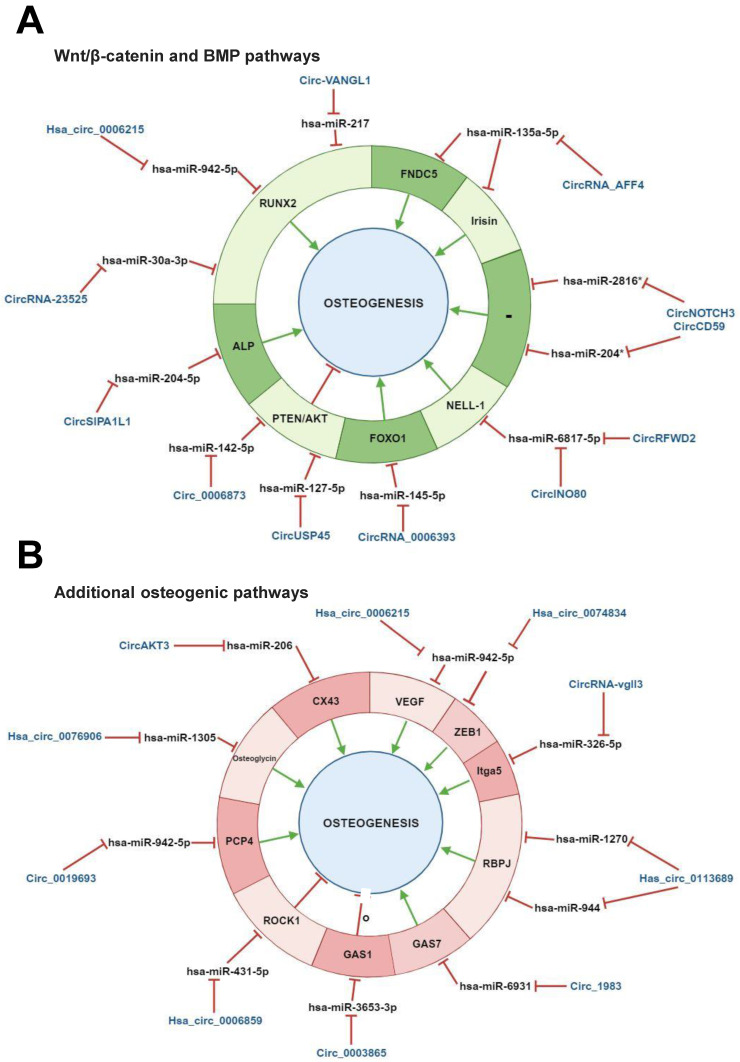 A
Wnt/β-catenin and BMP pathways
Circ-VANGL1
hsa-miR-217
Hsa_circ_0006215
hsa-miR-135a-5p
hsa-miR-942-5p
FNDC5
CircRNA_AFF4
RUNX2
Irisin
hsa-miR-30a-3p
hsa-miR-2816*
CircRNA-23525
OSTEOGENESIS
CircNOTCH3
CircCD59
-
ALP
hsa-miR-204*
hsa-miR-204-5p
NELL-1
CircSIPA1L1
PTEN/AKT
FOXO1
hsa-miR-6817-5p
CircRFWD2
hsa-miR-142-5p
hsa-miR-127-5p
hsa-miR-145-5p
Circ_0006873
CircINO80
CircUSP45
CircRNA_0006393
B
Additional osteogenic pathways
Hsa_circ_0006215
Hsa_circ_0074834
CircAKT3
hsa-miR-206
hsa-miR-942-5p
CircRNA-vgll3
CX43
VEGF
ZEB1
Hsa_circ_0076906
hsa-miR-1305
hsa-miR-326-5p
Osteoglycin
Itga5
OSTEOGENESIS
hsa-miR-942-5p
PCP4
hsa-miR-1270
RBPJ
Circ_0019693
Has_circ_0113689
hsa-miR-944
ROCK1
o
GAS7
GAS1
hsa-miR-431-5p
hsa-miR-6931
Circ_1983
hsa-miR-3653-3p
Hsa_circ_0006859
Circ_0003865